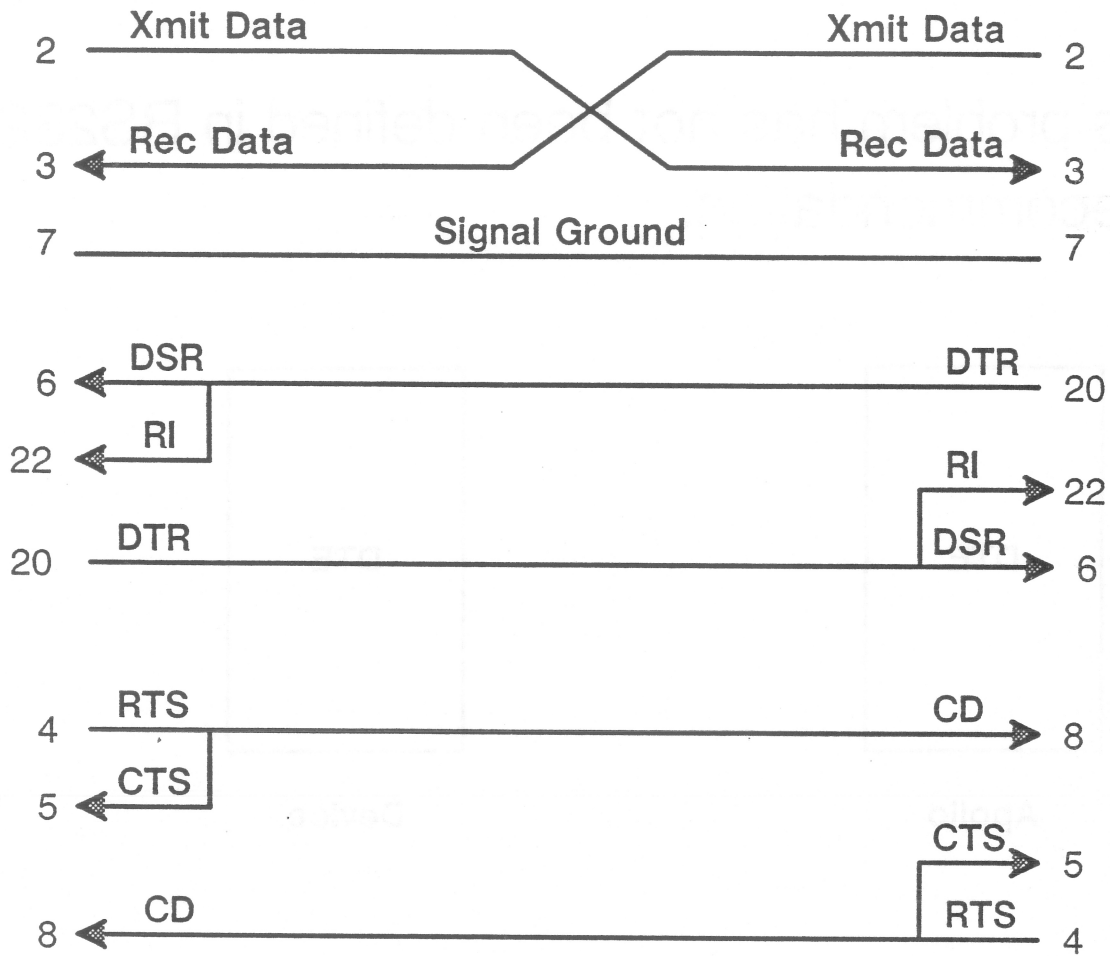 Xmit Data Xmit Data
2 2
Rec Data Rec Data
3 3
Signal Ground
7 7
DSR DTR
6 20
RI
22
RI
22
DTR DSR
20 6
RTS CD
4 8
CTS
5
CTS
5
CD RTS
8 4